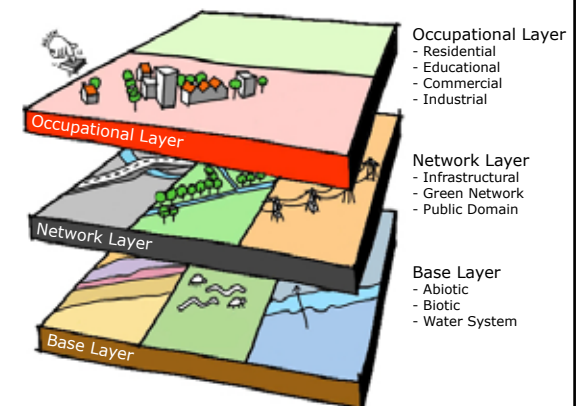 Occupational Layer
- Residential
- Educational
- Commercial
- Industrial
Occupational Layer
Network Layer
- Infrastructural
- Green Network
- Public Domain
Network Layer
Base Layer
- Abiotic
- Biotic
- Water System
Base Layer